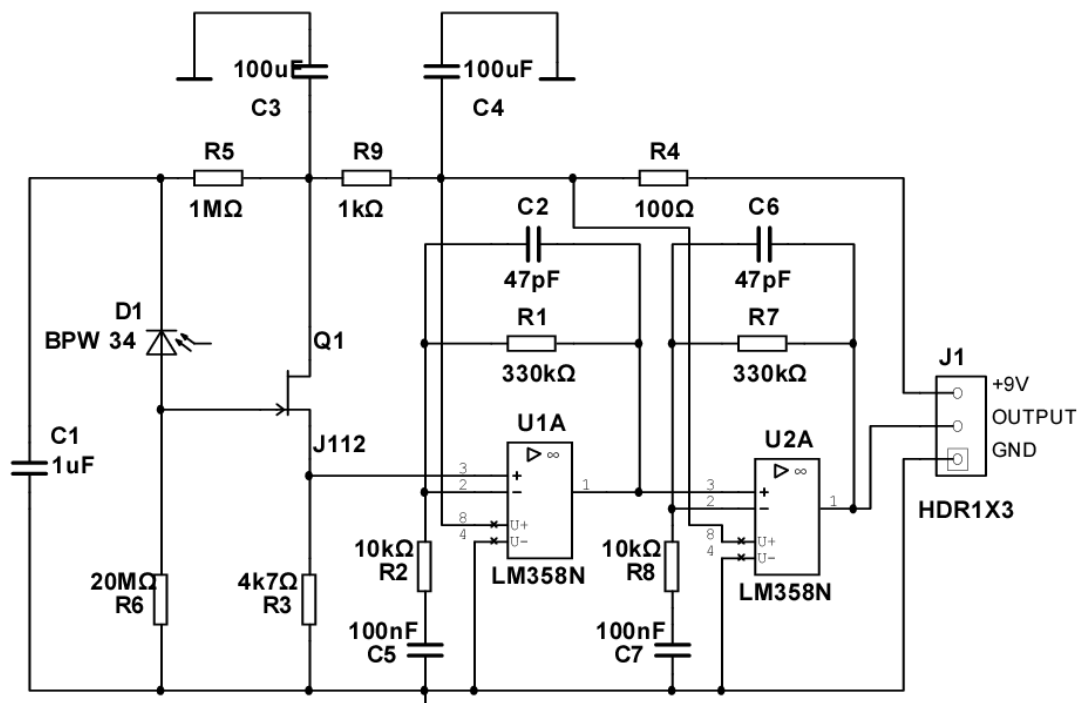 100uF
C3
100uF
C4
R5
1MΩ
R9
1kΩ
R4
100Ω
C2
47pF
C6
47pF
D1
BPW 34
Q1
R1
330kΩ
R7
330kΩ
J1
+9V
OUTPUT
GND
HDR1X3
C1
1uF
J112
U1A
▷ ∞
3 +
2 −
1
8 U+
4 U-
LM358N
U2A
▷ ∞
3 +
2 −
1
8 U+
4 U-
LM358N
20MΩ
R6
4k7Ω
R3
10kΩ
R2
10kΩ
R8
100nF
C5
100nF
C7